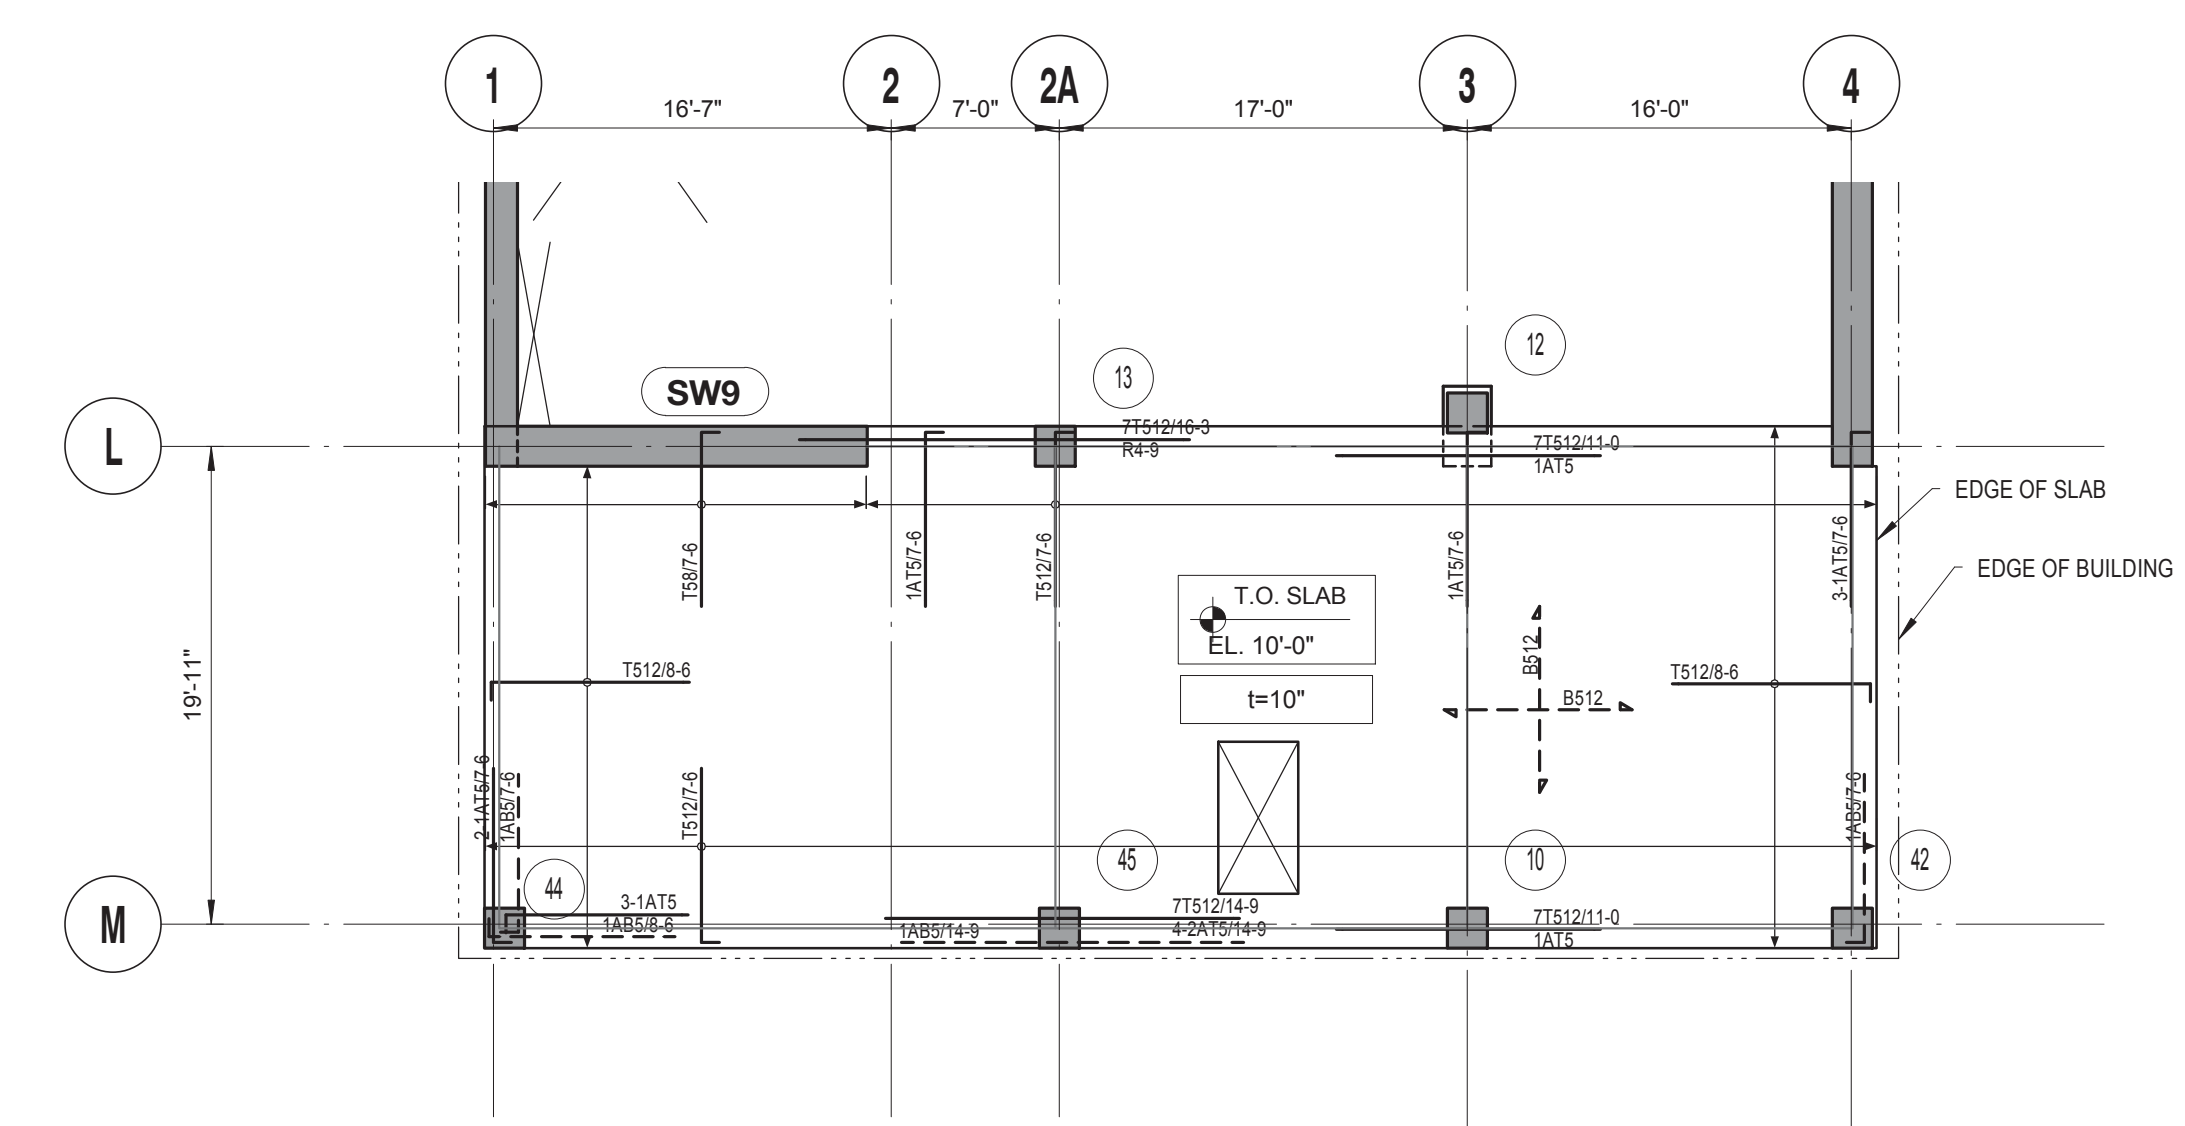 1
2
2A
3
4
16'-7"
7'-0"
17'-0"
16'-0"
12
13
SW9
7T512/16-3
R4-9
7T512/11-0
1AT5
L
EDGE OF SLAB
EDGE OF BUILDING
T58/7-6
1AT5/7-6
T512/7-6
1AT5/7-6
3-1AT5/7-6
T.O. SLAB
EL. 10'-0"
t=10"
19'-11"
T512/8-6
B512
B512
T512/8-6
2-1AT5/7-6
1AB5/7-6
T512/7-6
1AB5/7-6
44
45
10
42
3-1AT5
1AB5/8-6
1AB5/14-9
7T512/14-9
4-2AT5/14-9
7T512/11-0
1AT5
M